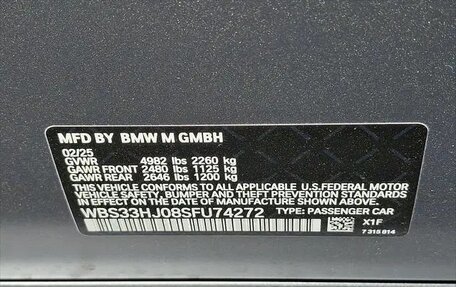 MFD BY BMW M GMBH
02/25
GVWR 4982 lbs 2260 kg
GAWR FRONT 2480 lbs 1125 kg
GAWR REAR 2646 lbs 1200 kg
THIS VEHICLE CONFORMS TO ALL APPLICABLE U.S.FEDERAL MOTOR
VEHICLE SAFETY, BUMPER, AND THEFT PREVENTION STANDARDS
IN EFFECT ON THE DATE OF MANUFACTURE SHOWN ABOVE.
WBS33HJ08SFU74272 TYPE: PASSENGER CAR
X1F
7 315 814